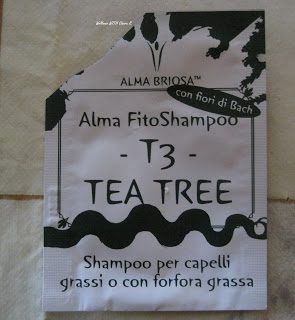 ALMA BRIOSA™
con fiori di Bach
Alma FitoShampoo
- T3 -
TEA TREE
Shampoo per capelli
grassi o con forfora grassa